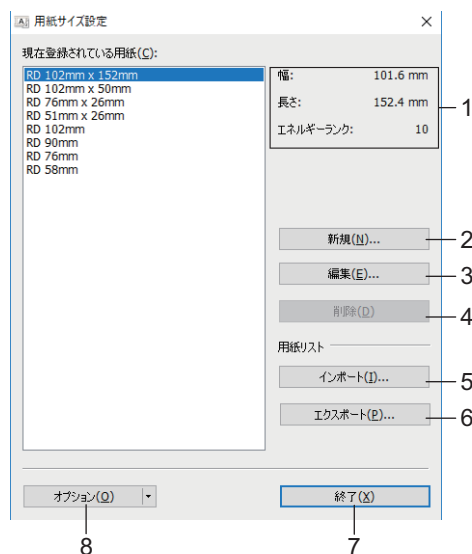 用紙サイズ設定
現在登録されている用紙(C):
RD 102mm x 152mm
RD 102mm x 50mm
RD 76mm x 26mm
RD 51mm x 26mm
RD 102mm
RD 90mm
RD 76mm
RD 58mm
幅: 101.6 mm
長さ: 152.4 mm
エネルギーランク: 10
1
新規(N)...
2
編集(E)...
3
削除(D)
4
用紙リスト
インポート(I)...
5
エクスポート(P)...
6
オプション(O)
終了(X)
8
7